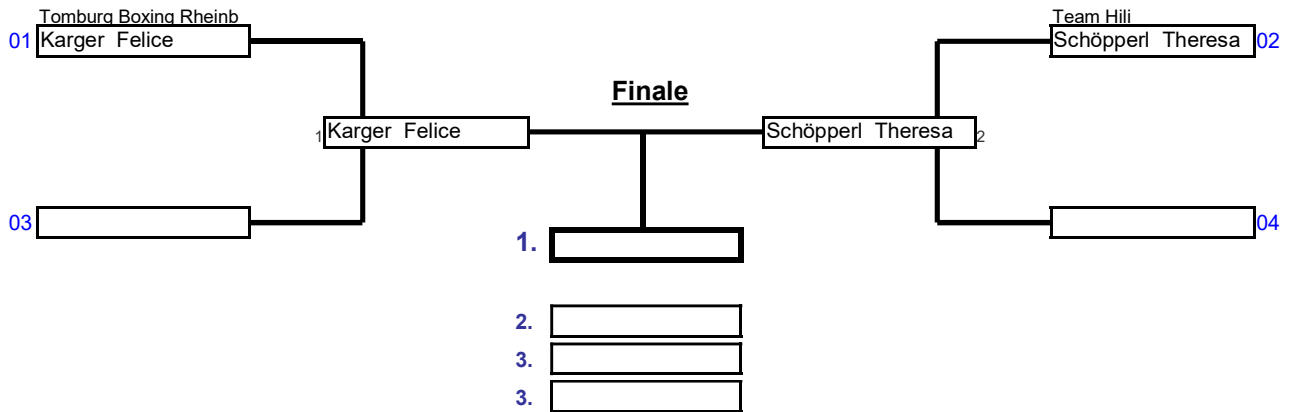 Tomburg Boxing Rheinb
Team Hili
01 Karger Felice
Schöpperl Theresa 02
Finale
1 Karger Felice
Schöpperl Theresa 2
03
04
1.
2.
3.
3.